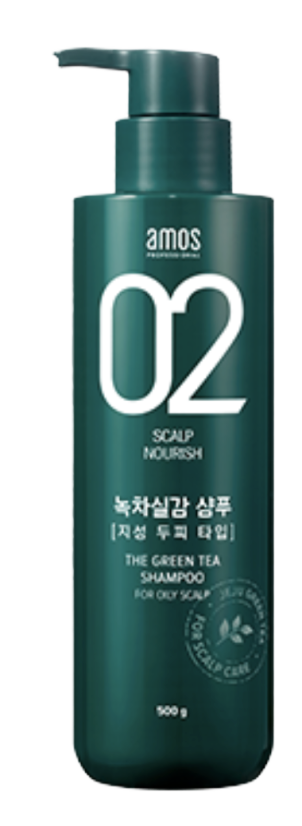 amos
PROFESSIONAL
02
SCALP
NOURISH
녹차실감 샴푸
[지성 두피 타입]
THE GREEN TEA
SHAMPOO
FOR OILY SCALP
JEJU GREEN TEA
FOR SCALP CARE
500 g